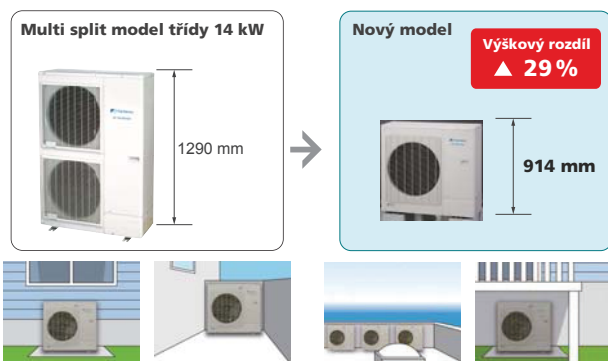 Multi split model třídy 14 kW
1290 mm
Nový model
Výškový rozdíl
▲ 29 %
914 mm